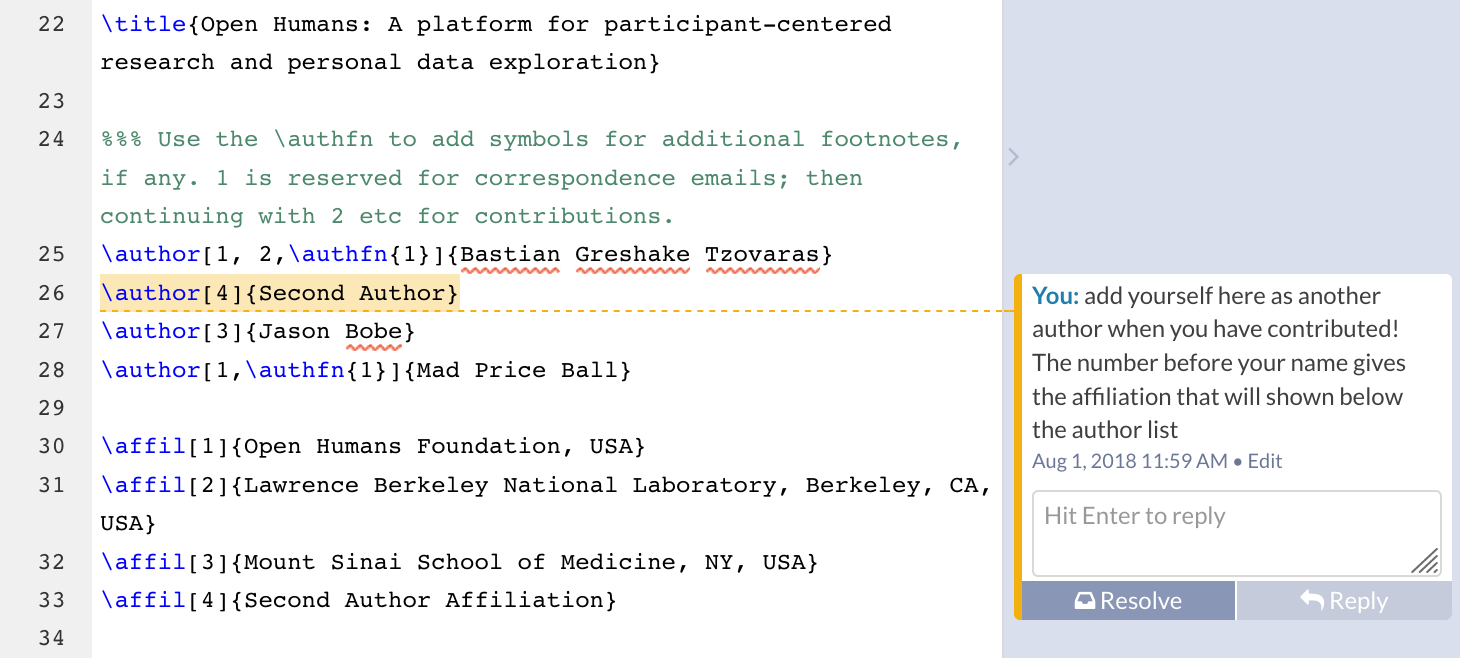 22 \title{Open Humans: A platform for participant-centered
research and personal data exploration}
23
24 %%% Use the \authfn to add symbols for additional footnotes,
if any. 1 is reserved for correspondence emails; then
continuing with 2 etc for contributions.
25 \author[1, 2,\authfn{1}]{Bastian Greshake Tzovaras}
26 \author[4]{Second Author}
27 \author[3]{Jason Bobe}
28 \author[1,\authfn{1}]{Mad Price Ball}
29
30 \affil[1]{Open Humans Foundation, USA}
31 \affil[2]{Lawrence Berkeley National Laboratory, Berkeley, CA,
USA}
32 \affil[3]{Mount Sinai School of Medicine, NY, USA}
33 \affil[4]{Second Author Affiliation}
34
You: add yourself here as another
author when you have contributed!
The number before your name gives
the affiliation that will shown below
the author list
Aug 1, 2018 11:59 AM • Edit
Hit Enter to reply
Resolve
Reply